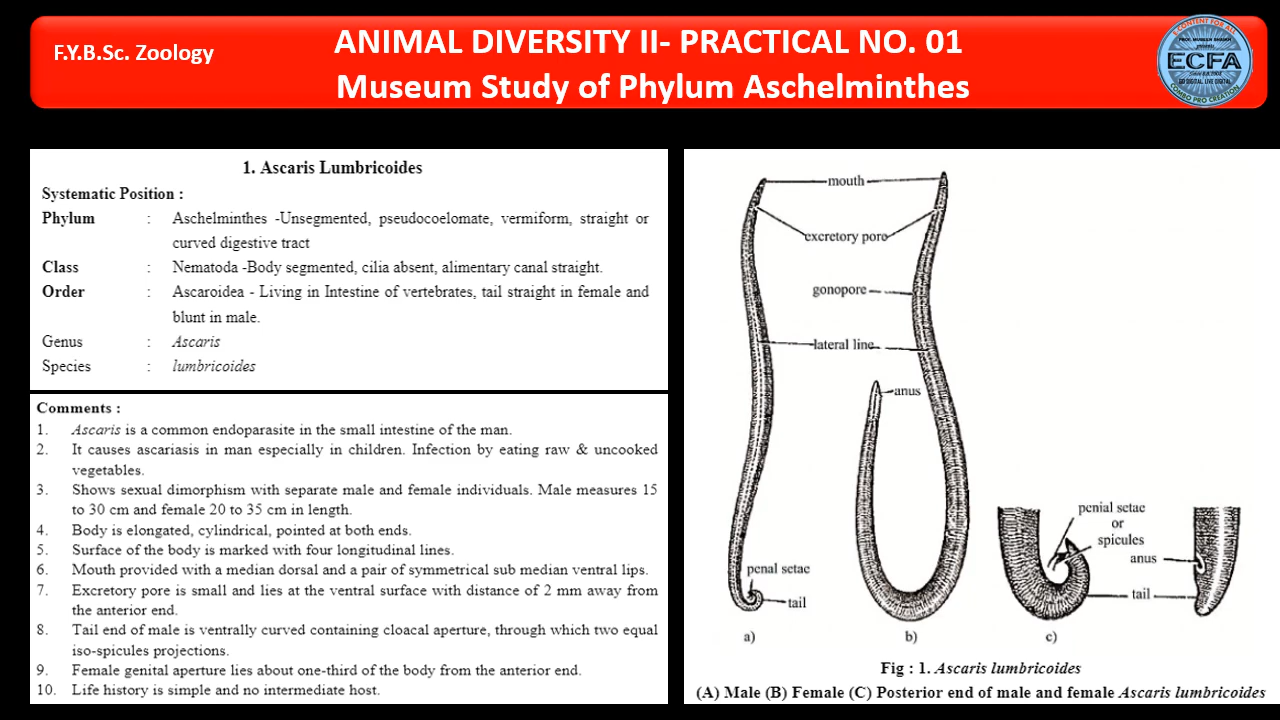 F.Y.B.Sc. Zoology
ANIMAL DIVERSITY II- PRACTICAL NO. 01
Museum Study of Phylum Aschelminthes
ECFA
1. Ascaris Lumbricoides
Systematic Position :
Phylum : Aschelminthes -Unsegmented, pseudocoelomate, vermiform, straight or
curved digestive tract
Class : Nematoda -Body segmented, cilia absent, alimentary canal straight.
Order : Ascaroidea - Living in Intestine of vertebrates, tail straight in female and
blunt in male.
Genus : Ascaris
Species : lumbricoides
Comments :
1. Ascaris is a common endoparasite in the small intestine of the man.
2. It causes ascariasis in man especially in children. Infection by eating raw & uncooked
vegetables.
3. Shows sexual dimorphism with separate male and female individuals. Male measures 15
to 30 cm and female 20 to 35 cm in length.
4. Body is elongated, cylindrical, pointed at both ends.
5. Surface of the body is marked with four longitudinal lines.
6. Mouth provided with a median dorsal and a pair of symmetrical sub median ventral lips.
7. Excretory pore is small and lies at the ventral surface with distance of 2 mm away from
the anterior end.
8. Tail end of male is ventrally curved containing cloacal aperture, through which two equal
iso-spicules projections.
9. Female genital aperture lies about one-third of the body from the anterior end.
10. Life history is simple and no intermediate host.
mouth
excretory pore
gonopore
lateral line
anus
penal setae
tail
penial setae
or
spicules
anus
tail
a) b) c)
Fig : 1. Ascaris lumbricoides
(A) Male (B) Female (C) Posterior end of male and female Ascaris lumbricoides